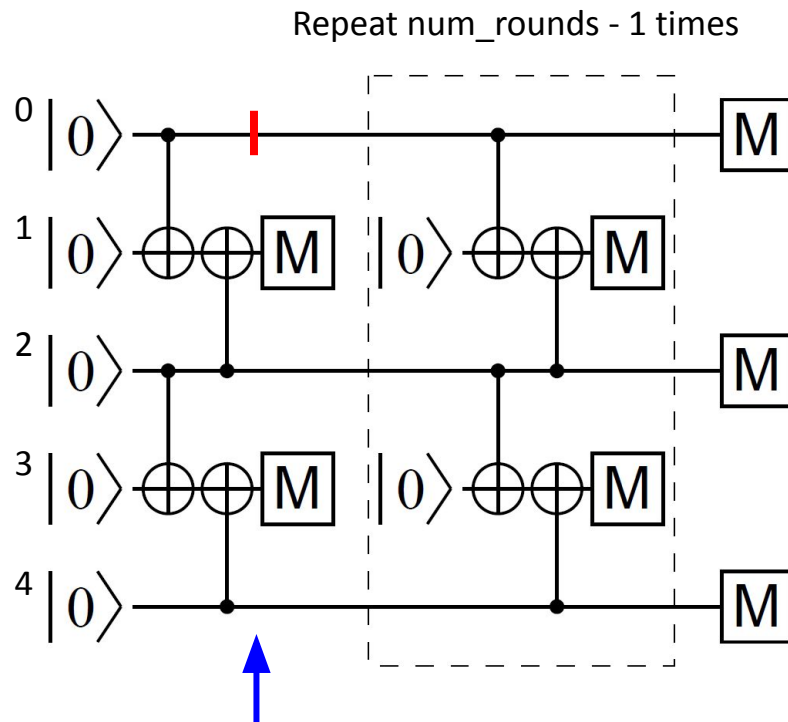 Repeat num_rounds - 1 times
0 |0⟩ M
1 |0⟩ M |0⟩ M
2 |0⟩ M
3 |0⟩ M |0⟩ M
4 |0⟩ M